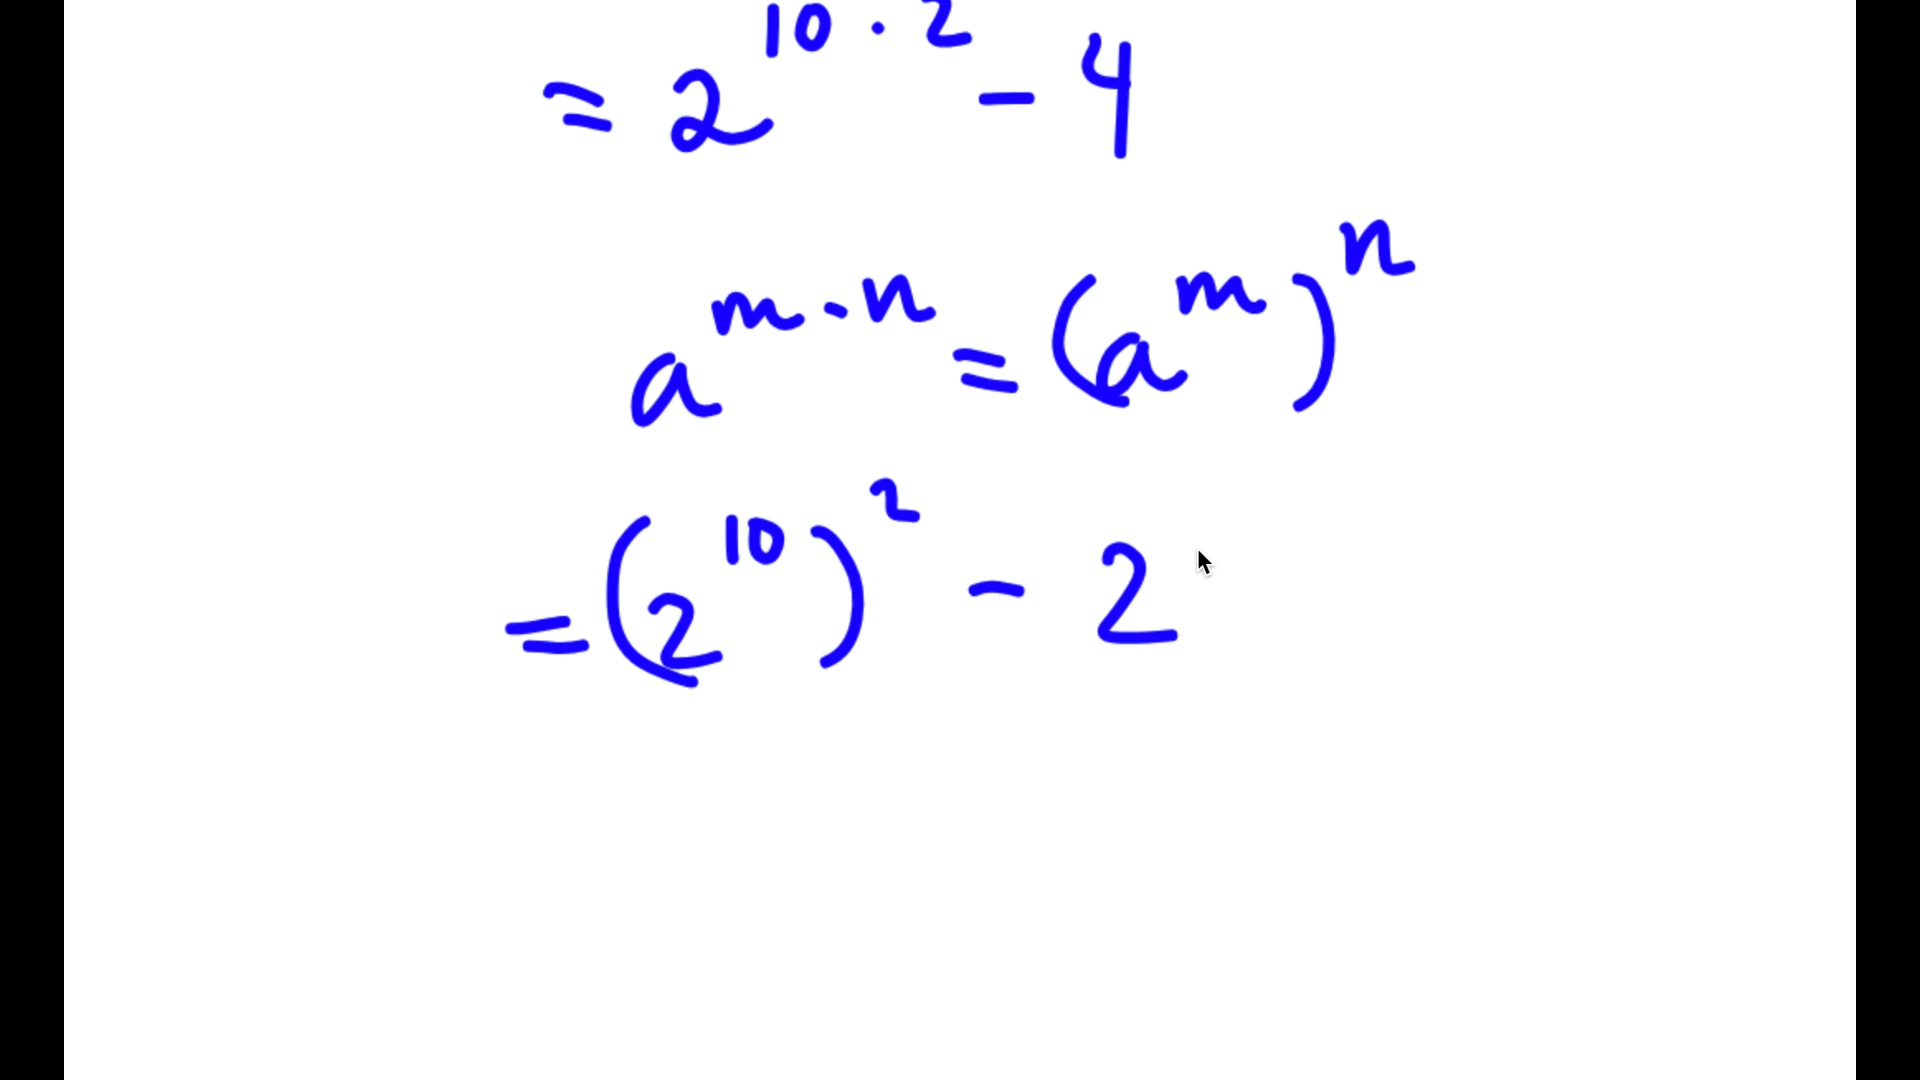 = 2^{10 · 2} - 4
a^{m · n} = (a^m)^n
= (2^{10})^2 - 2